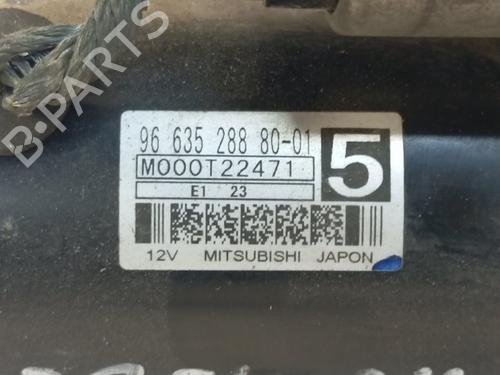 96 635 288 80-01
M000T22471
5
E1 23
12V MITSUBISHI JAPON
B-PARTS